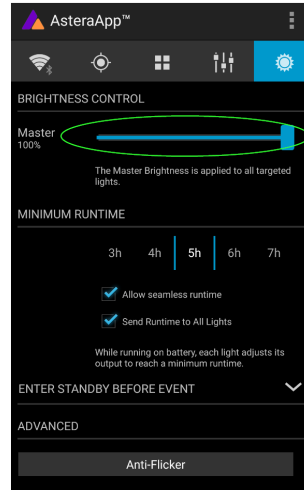 AsteraApp™
BRIGHTNESS CONTROL
Master
100%
The Master Brightness is applied to all targeted
lights.
MINIMUM RUNTIME
3h 4h 5h 6h 7h
Allow seamless runtime
Send Runtime to All Lights
While running on battery, each light adjusts its
output to reach a minimum runtime.
ENTER STANDBY BEFORE EVENT
ADVANCED
Anti-Flicker